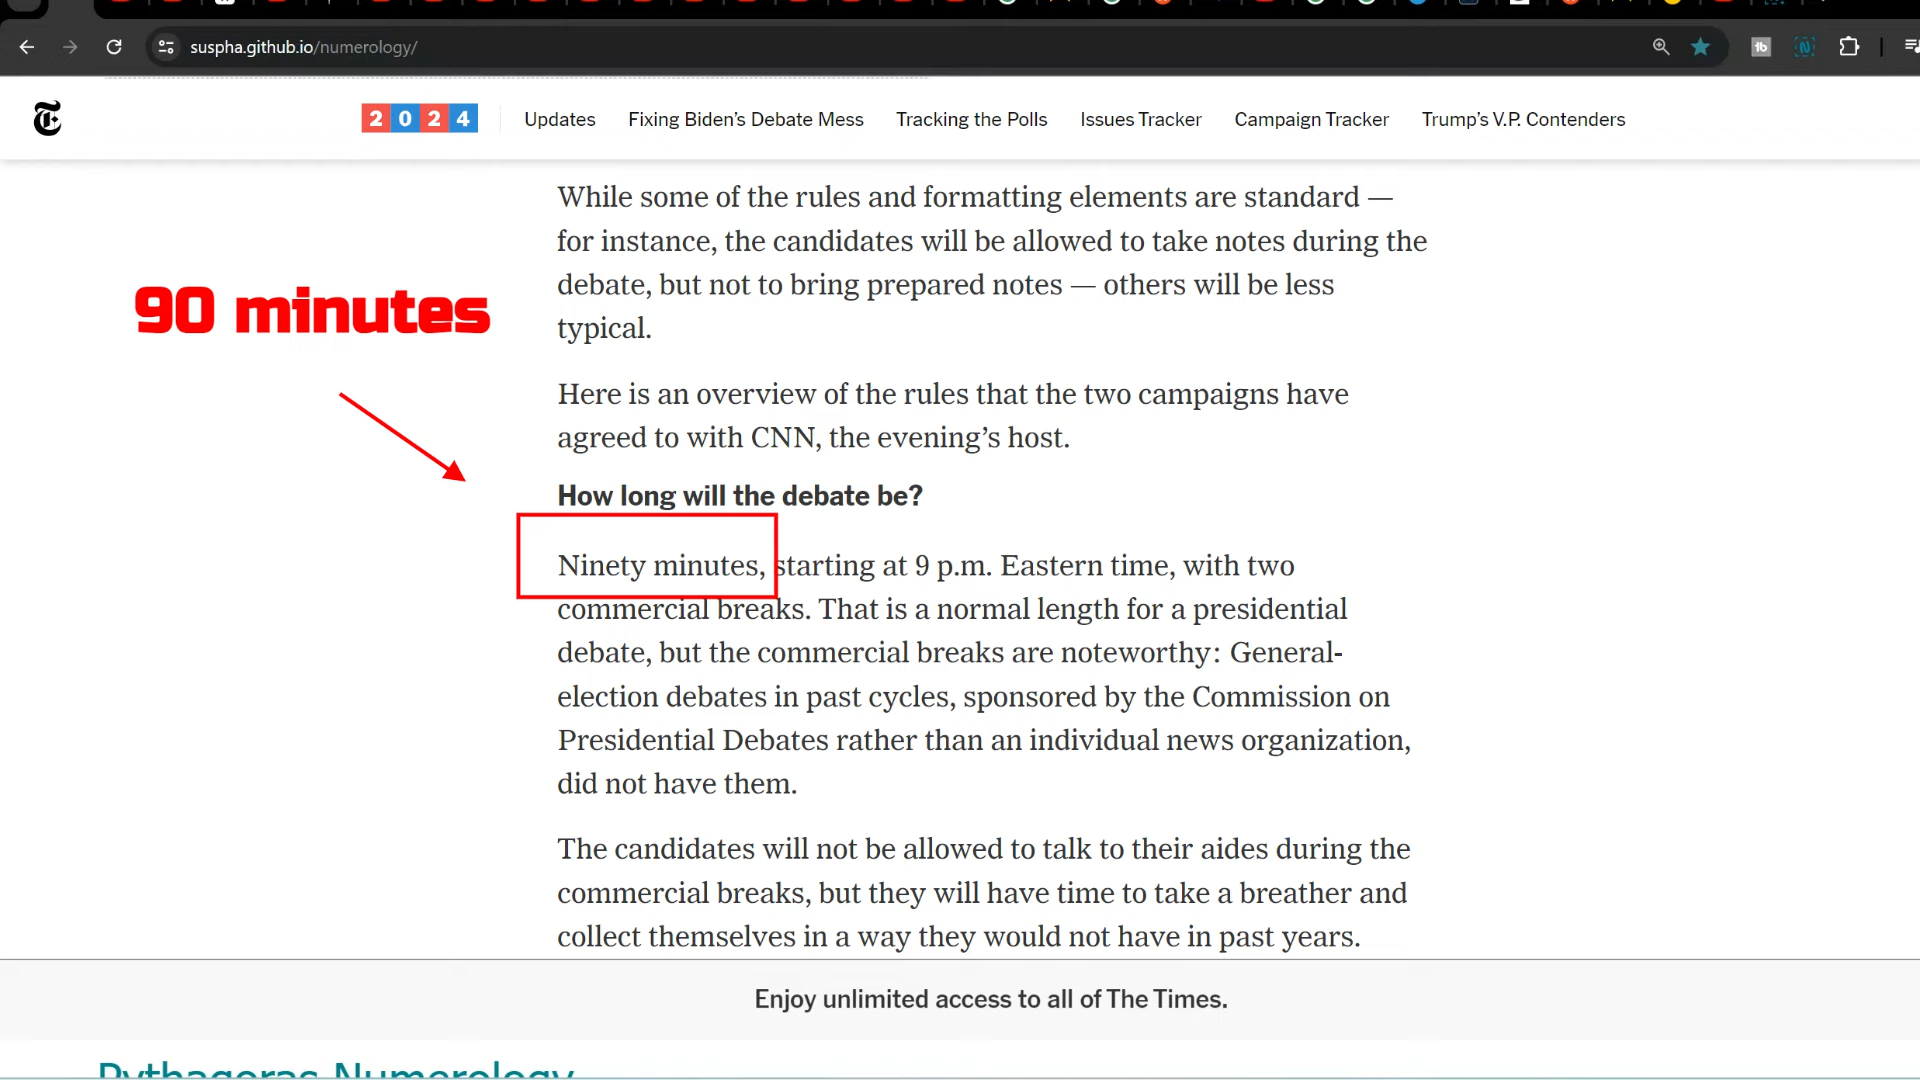 suspha.github.io/numerology/
2024
Updates
Fixing Biden’s Debate Mess
Tracking the Polls
Issues Tracker
Campaign Tracker
Trump’s V.P. Contenders
While some of the rules and formatting elements are standard —
for instance, the candidates will be allowed to take notes during the
debate, but not to bring prepared notes — others will be less
typical.
90 minutes
Here is an overview of the rules that the two campaigns have
agreed to with CNN, the evening’s host.
How long will the debate be?
Ninety minutes, starting at 9 p.m. Eastern time, with two
commercial breaks. That is a normal length for a presidential
debate, but the commercial breaks are noteworthy: General-
election debates in past cycles, sponsored by the Commission on
Presidential Debates rather than an individual news organization,
did not have them.
The candidates will not be allowed to talk to their aides during the
commercial breaks, but they will have time to take a breather and
collect themselves in a way they would not have in past years.
Enjoy unlimited access to all of The Times.
Pythagoras Numerology